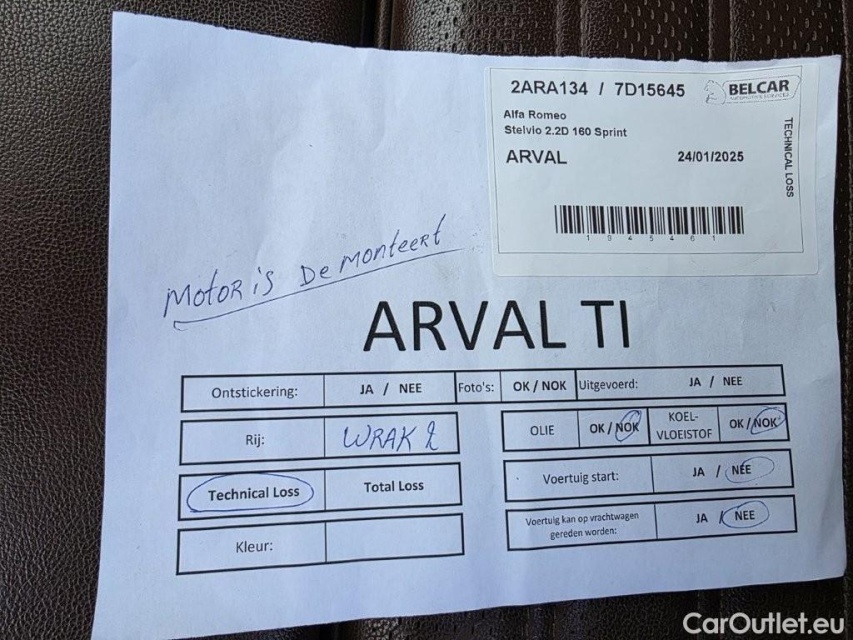 2ARA134 / 7D15645
BELCAR
Alfa Romeo
Stelvio 2.2D 160 Sprint
ARVAL 24/01/2025
TECHNICAL LOSS
1945461
MOTOR is DeMonteert
ARVAL TI
Ontstickering: JA / NEE Foto's: OK / NOK Uitgevoerd: JA / NEE
Rij: WRAK 2
OLIE OK / NOK KOEL-
VLOEISTOF OK / NOK
Technical Loss Total Loss
Voertuig start: JA / NEE
Kleur:
Voertuig kan op vrachtwagen
gereden worden: JA / NEE
CarOutlet.eu